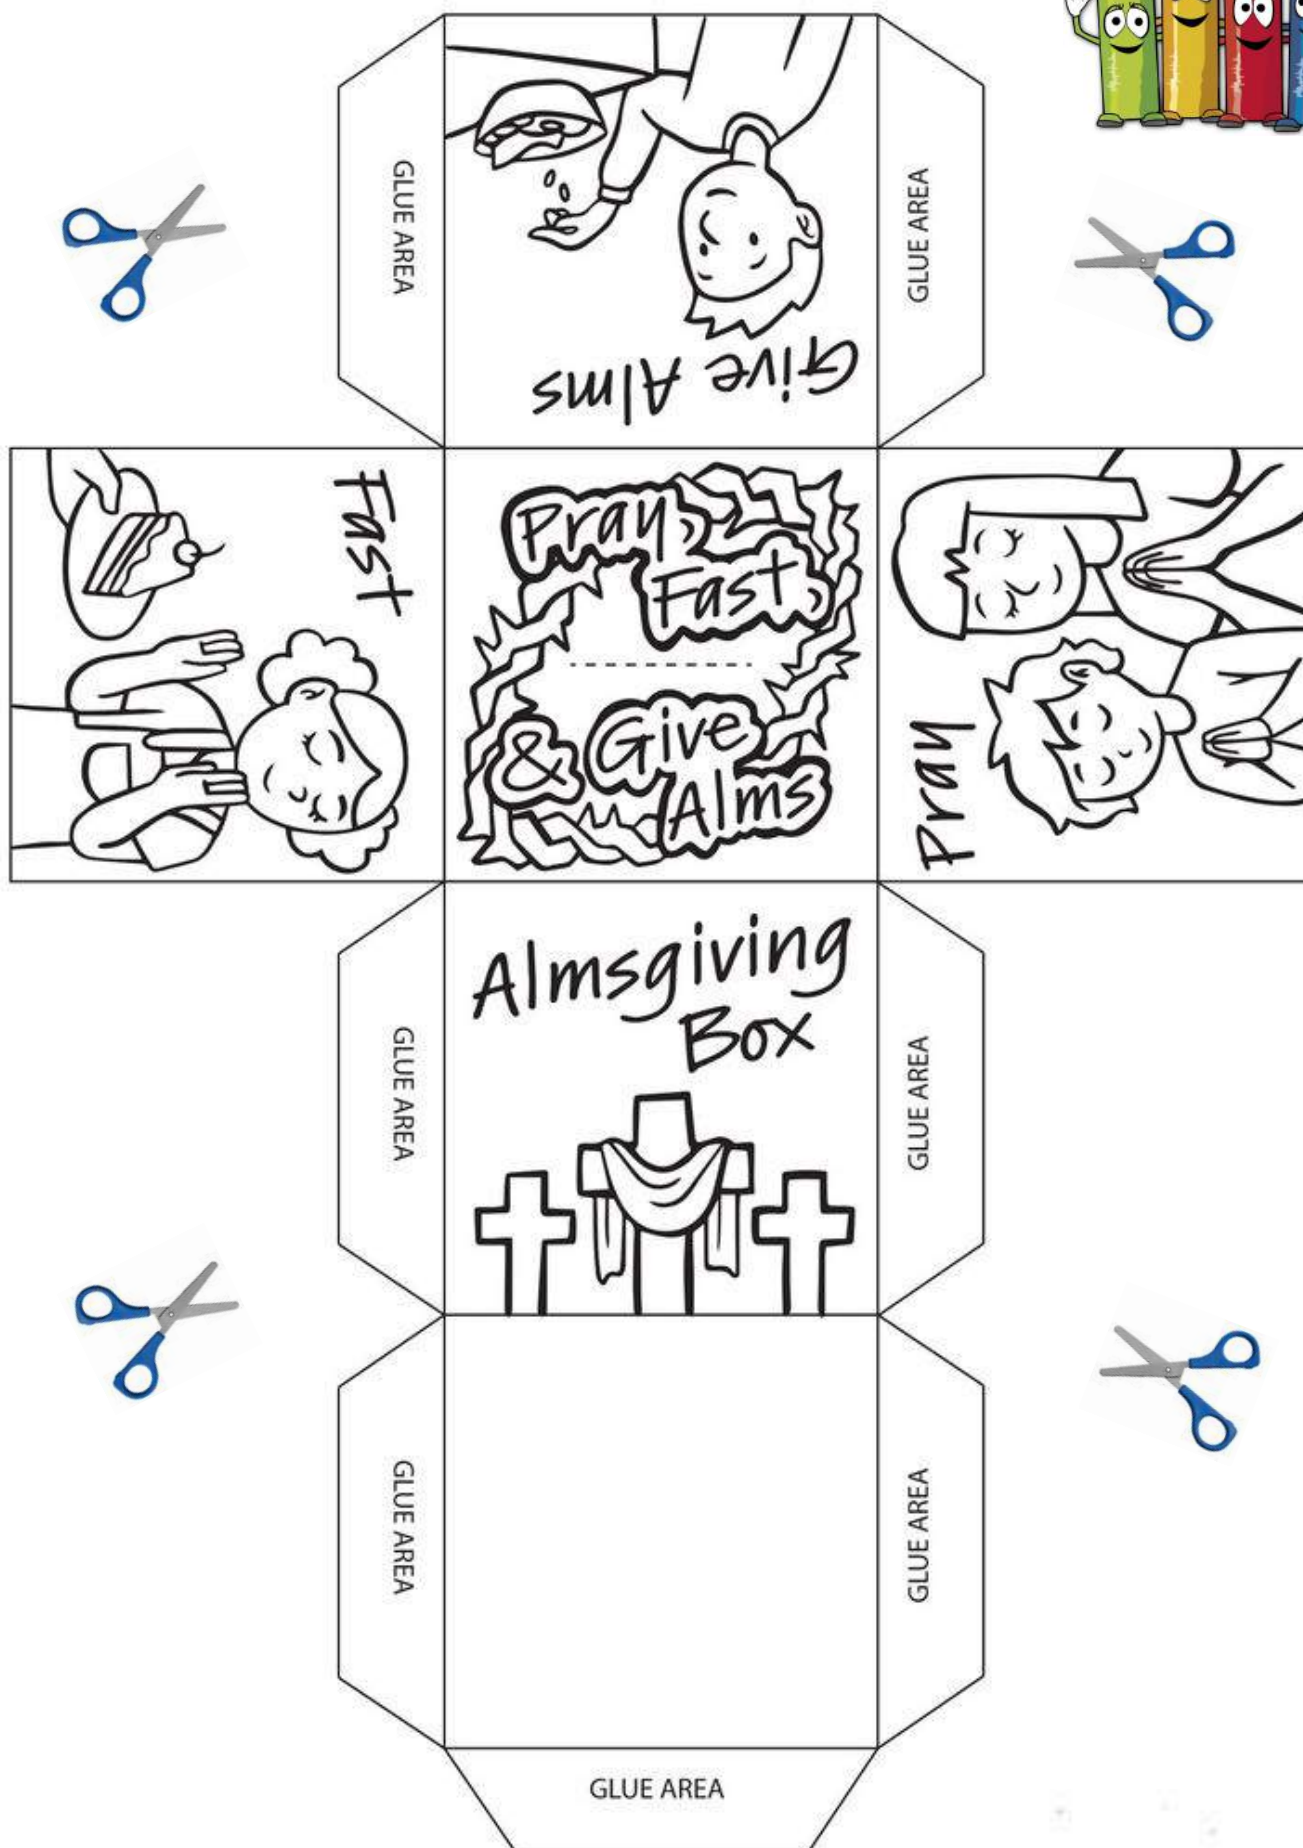 GLUE AREA
GLUE AREA
Give Alms
Fast
Pray,
Fast,
& Give
Alms
Pray
Almsgiving
Box
GLUE AREA
GLUE AREA
GLUE AREA
GLUE AREA
GLUE AREA